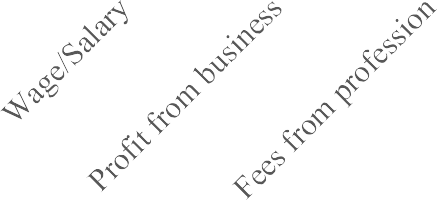 Wage/Salary
Profit from business
Fees from profession